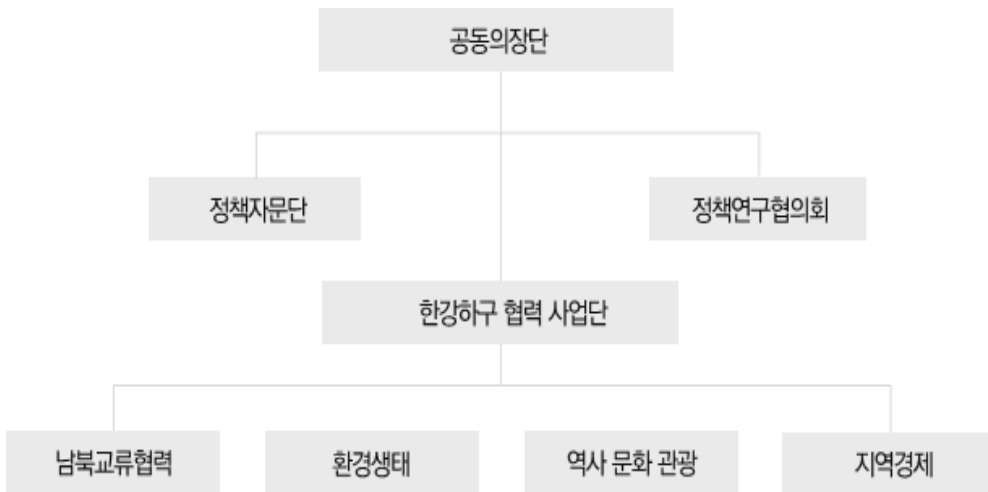 공동의장단
정책자문단
정책연구협의회
한강하구 협력 사업단
남북교류협력
환경생태
역사 문화 관광
지역경제